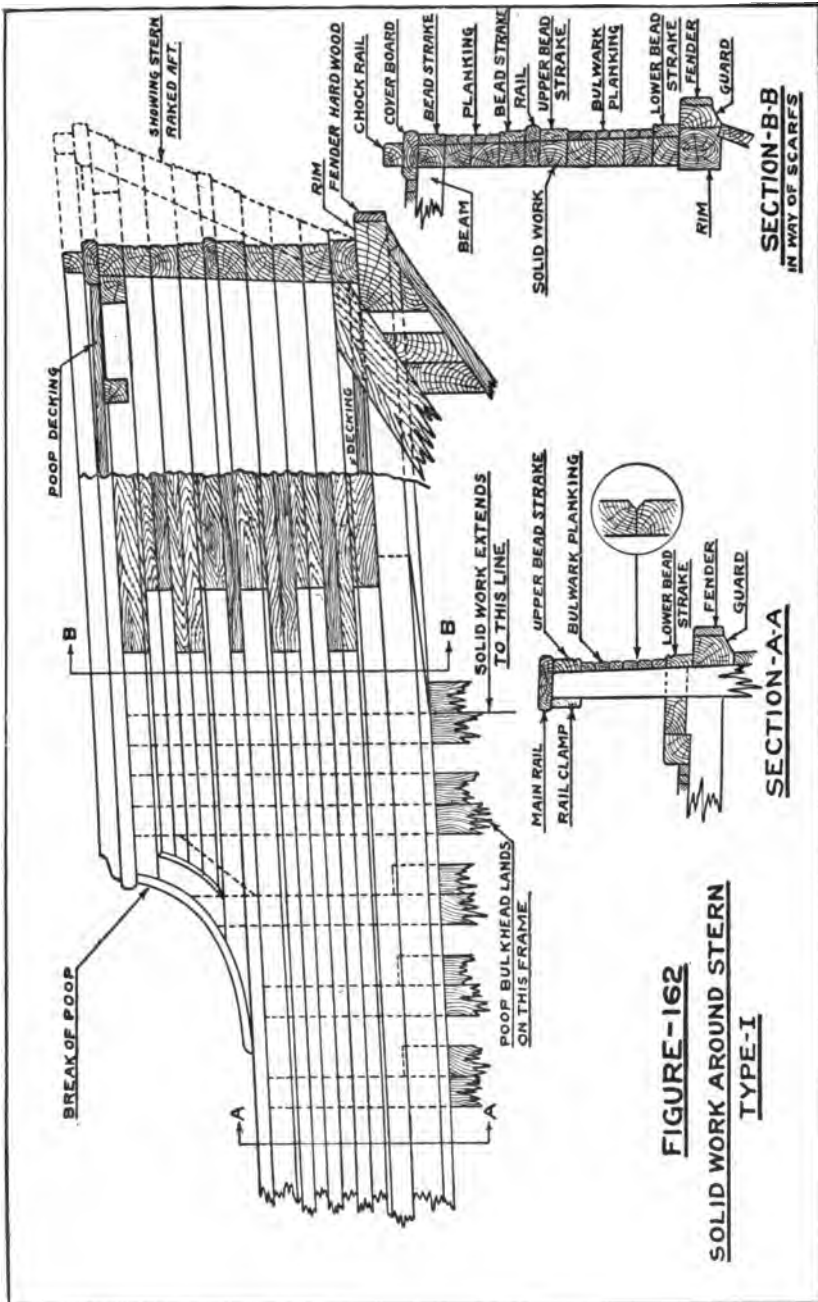 BREAK OF POOP
POOP DECKING
SHOWING STERN
RAKED AFT.
RIM
FENDER HARD WOOD
DECKING
B
B
A
A
SOLID WORK EXTENDS
TO THIS LINE
POOP BULKHEAD LANDS
ON THIS FRAME
CHOCK RAIL
COVER BOARD
BEAD STRAKE
PLANKING
BEAD STRAKE
RAIL
UPPER BEAD
STRAKE
BULWARK
PLANKING
LOWER BEAD
STRAKE
FENDER
GUARD
BEAM
SOLID WORK
RIM
SECTION-B-B
IN WAY OF SCARFS
UPPER BEAD STRAKE
BULWARK PLANKING
LOWER BEAD
STRAKE
FENDER
GUARD
MAIN RAIL
RAIL CLAMP
SECTION-A-A
FIGURE-162
SOLID WORK AROUND STERN
TYPE-I